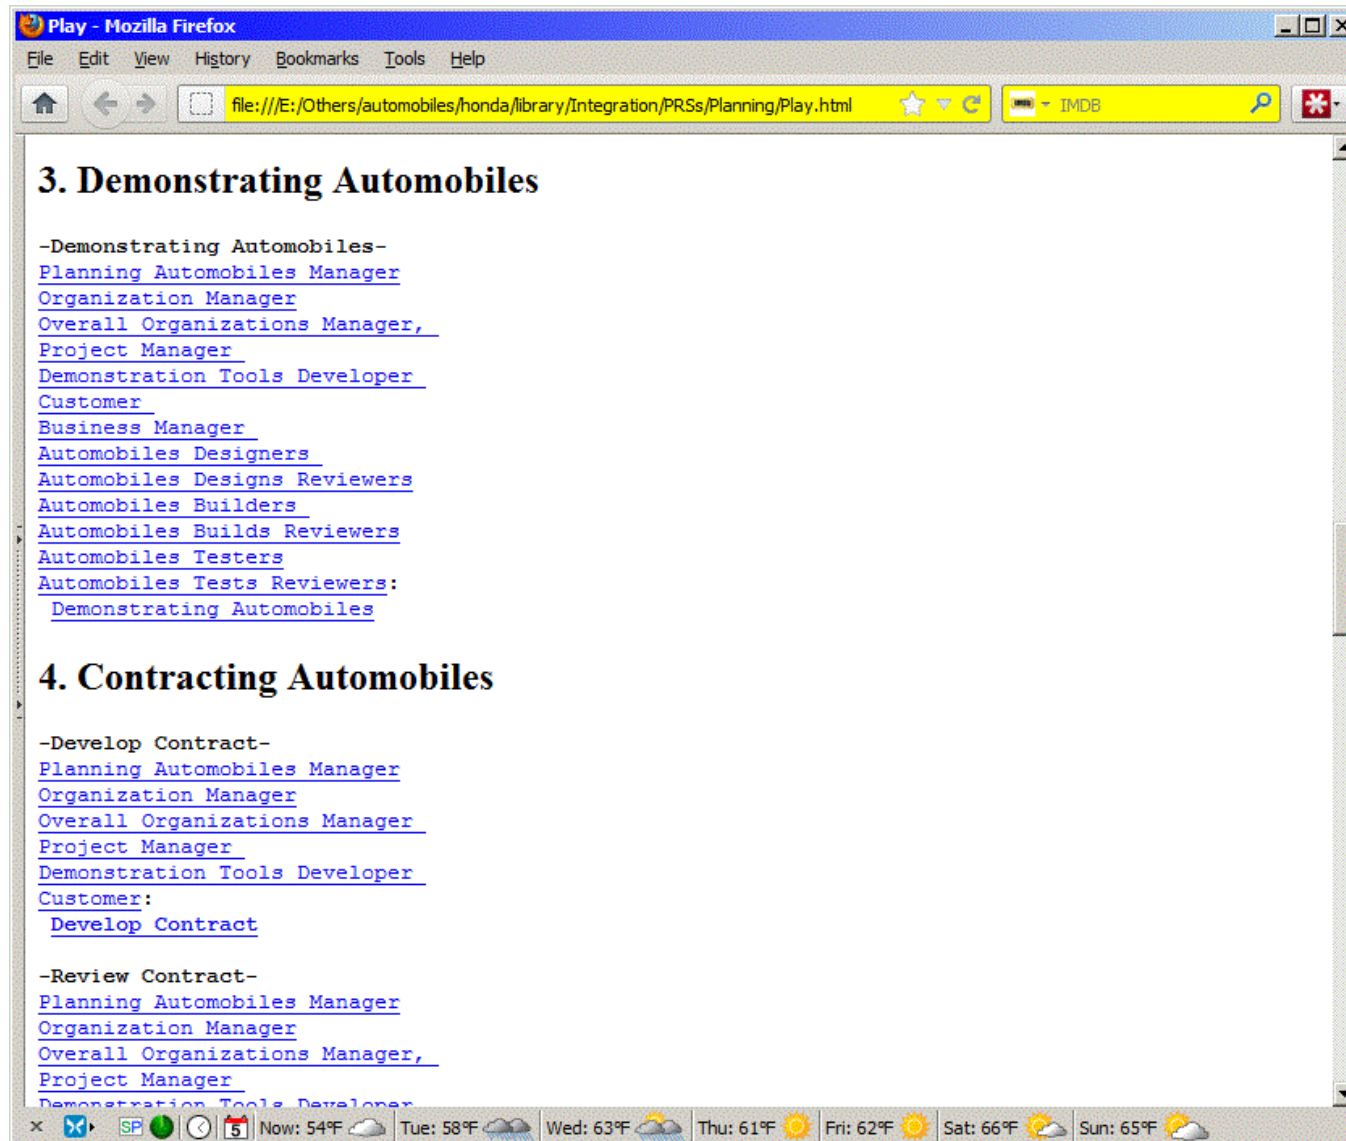 Play - Mozilla Firefox
File Edit View History Bookmarks Tools Help
file:///E:/Others/automobiles/honda/library/Integration/PRSs/Planning/Play.html IMDB
3. Demonstrating Automobiles
-Demonstrating Automobiles-
Planning Automobiles Manager
Organization Manager
Overall Organizations Manager,
Project Manager
Demonstration Tools Developer
Customer
Business Manager
Automobiles Designers
Automobiles Designs Reviewers
Automobiles Builders
Automobiles Builds Reviewers
Automobiles Testers
Automobiles Tests Reviewers:
Demonstrating Automobiles
4. Contracting Automobiles
-Develop Contract-
Planning Automobiles Manager
Organization Manager
Overall Organizations Manager
Project Manager
Demonstration Tools Developer
Customer:
Develop Contract
-Review Contract-
Planning Automobiles Manager
Organization Manager
Overall Organizations Manager,
Project Manager
Demonstration Tools Developer
SP 5 Now: 54°F Tue: 58°F Wed: 63°F Thu: 61°F Fri: 62°F Sat: 66°F Sun: 65°F